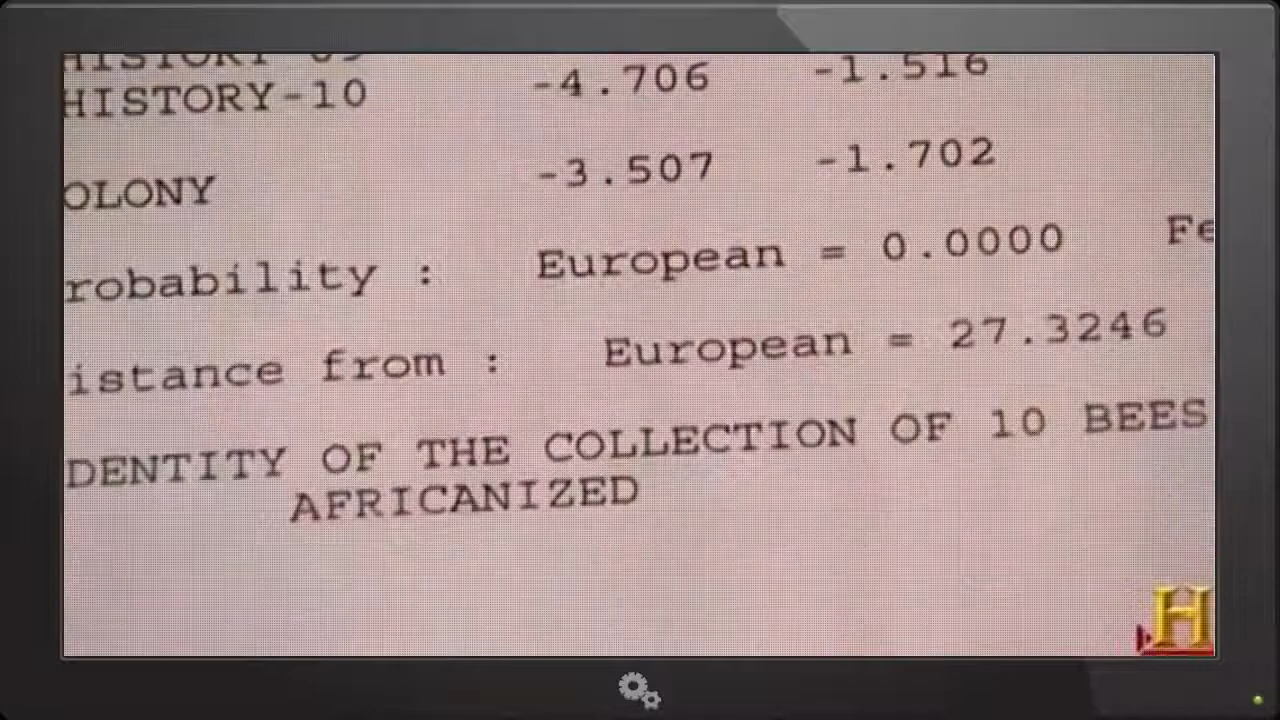 HISTORY-10 -4.706 -1.516
OLONY -3.507 -1.702
robability : European = 0.0000 Fe
istance from : European = 27.3246
DENTITY OF THE COLLECTION OF 10 BEES
AFRICANIZED
H